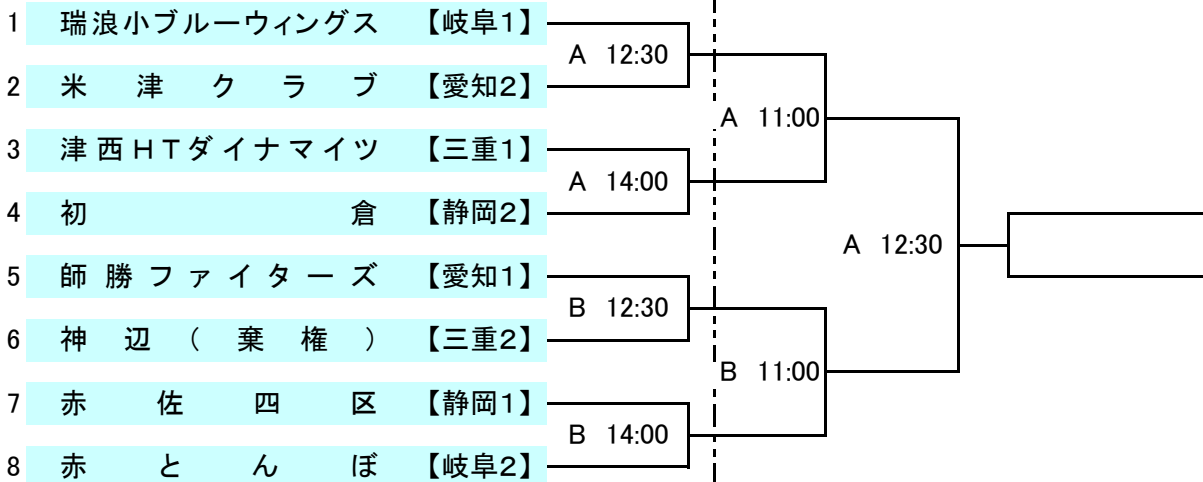 1 瑞浪小ブルーウィングス 【岐阜1】
A 12:30
2 米津クラブ 【愛知2】
A 11:00
3 津西HTダイナマイツ 【三重1】
A 14:00
4 初倉 【静岡2】
A 12:30
5 師勝ファイターズ 【愛知1】
B 12:30
6 神辺(棄権) 【三重2】
B 11:00
7 赤佐四区 【静岡1】
B 14:00
8 赤とんぼ 【岐阜2】